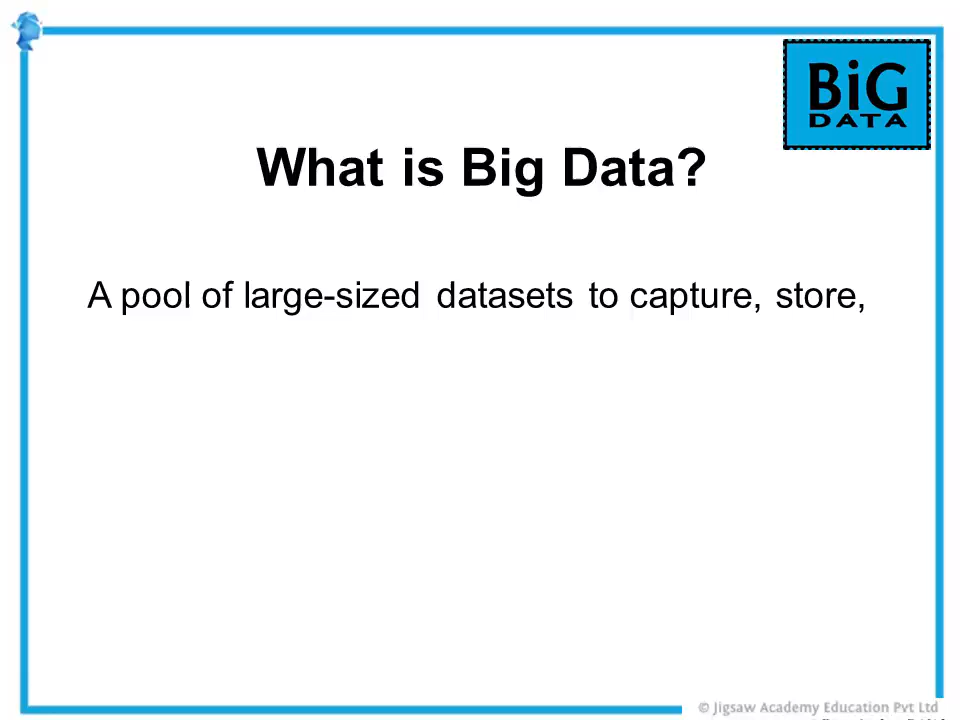 BiG
DATA
What is Big Data?
A pool of large-sized datasets to capture, store,
© Jigsaw Academy Education Pvt Ltd